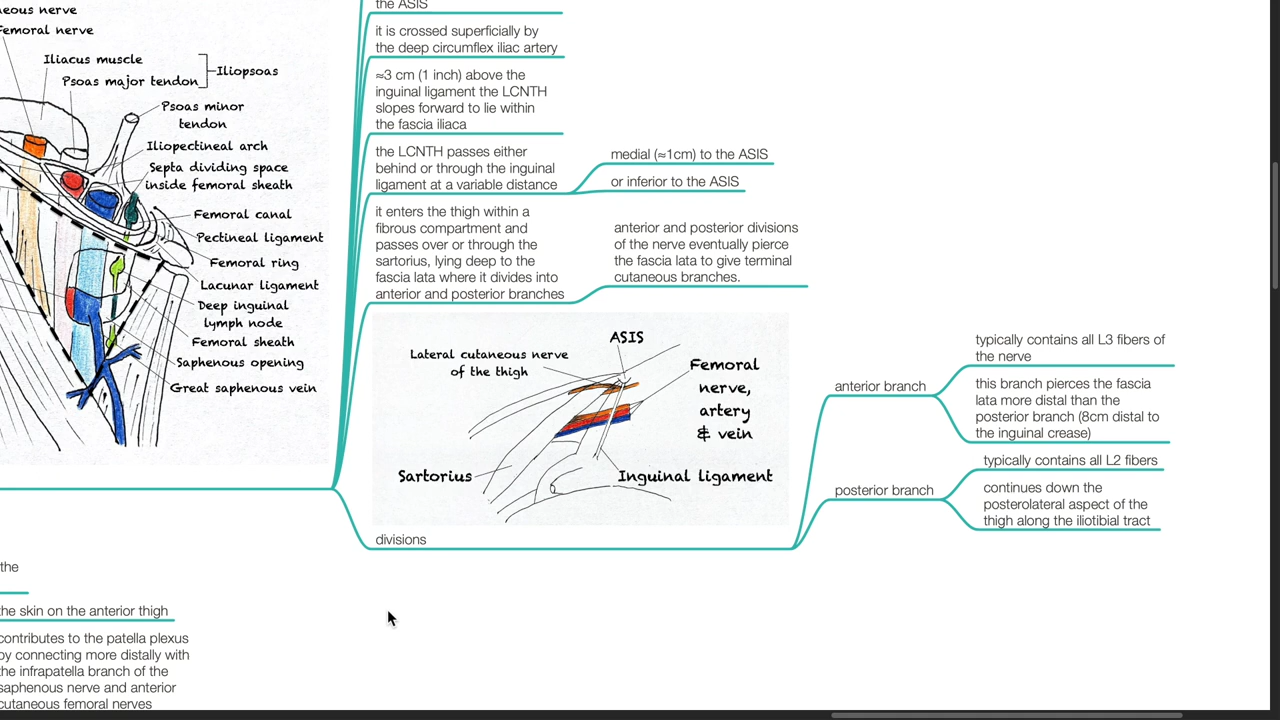 eous nerve
Femoral nerve
Iliacus muscle
Psoas major tendon
Iliopsoas
Psoas minor
tendon
Iliopectineal arch
Septa dividing space
inside femoral sheath
Femoral canal
Pectineal ligament
Femoral ring
Lacunar ligament
Deep inguinal
lymph node
Femoral sheath
Saphenous opening
Great saphenous vein
the ASIS
it is crossed superficially by
the deep circumflex iliac artery
≈3 cm (1 inch) above the
inguinal ligament the LCNTH
slopes forward to lie within
the fascia iliaca
the LCNTH passes either
behind or through the inguinal
ligament at a variable distance
medial (≈1cm) to the ASIS
or inferior to the ASIS
it enters the thigh within a
fibrous compartment and
passes over or through the
sartorius, lying deep to the
fascia lata where it divides into
anterior and posterior branches
anterior and posterior divisions
of the nerve eventually pierce
the fascia lata to give terminal
cutaneous branches.
ASIS
Lateral cutaneous nerve
of the thigh
Femoral
nerve,
artery
& vein
Sartorius
Inguinal ligament
divisions
anterior branch
typically contains all L3 fibers of
the nerve
this branch pierces the fascia
lata more distal than the
posterior branch (8cm distal to
the inguinal crease)
posterior branch
typically contains all L2 fibers
continues down the
posterolateral aspect of the
thigh along the iliotibial tract
the
the skin on the anterior thigh
contributes to the patella plexus
by connecting more distally with
the infrapatella branch of the
saphenous nerve and anterior
cutaneous femoral nerves